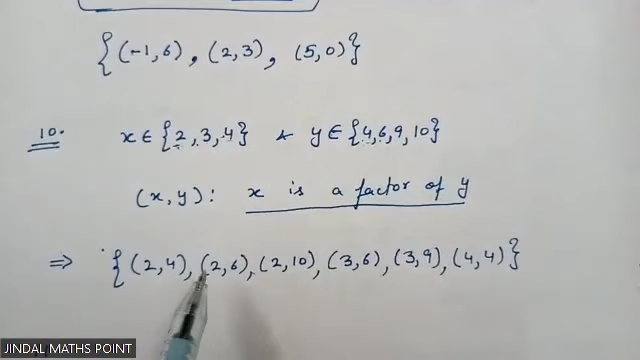 {(-1,6), (2,3), (5,0)}
10. x ∈ {2,3,4} & y ∈ {4,6,9,10}
(x,y): x is a factor of y
⇒ {(2,4), (2,6), (2,10), (3,6), (3,9), (4,4)}
JINDAL MATHS POINT